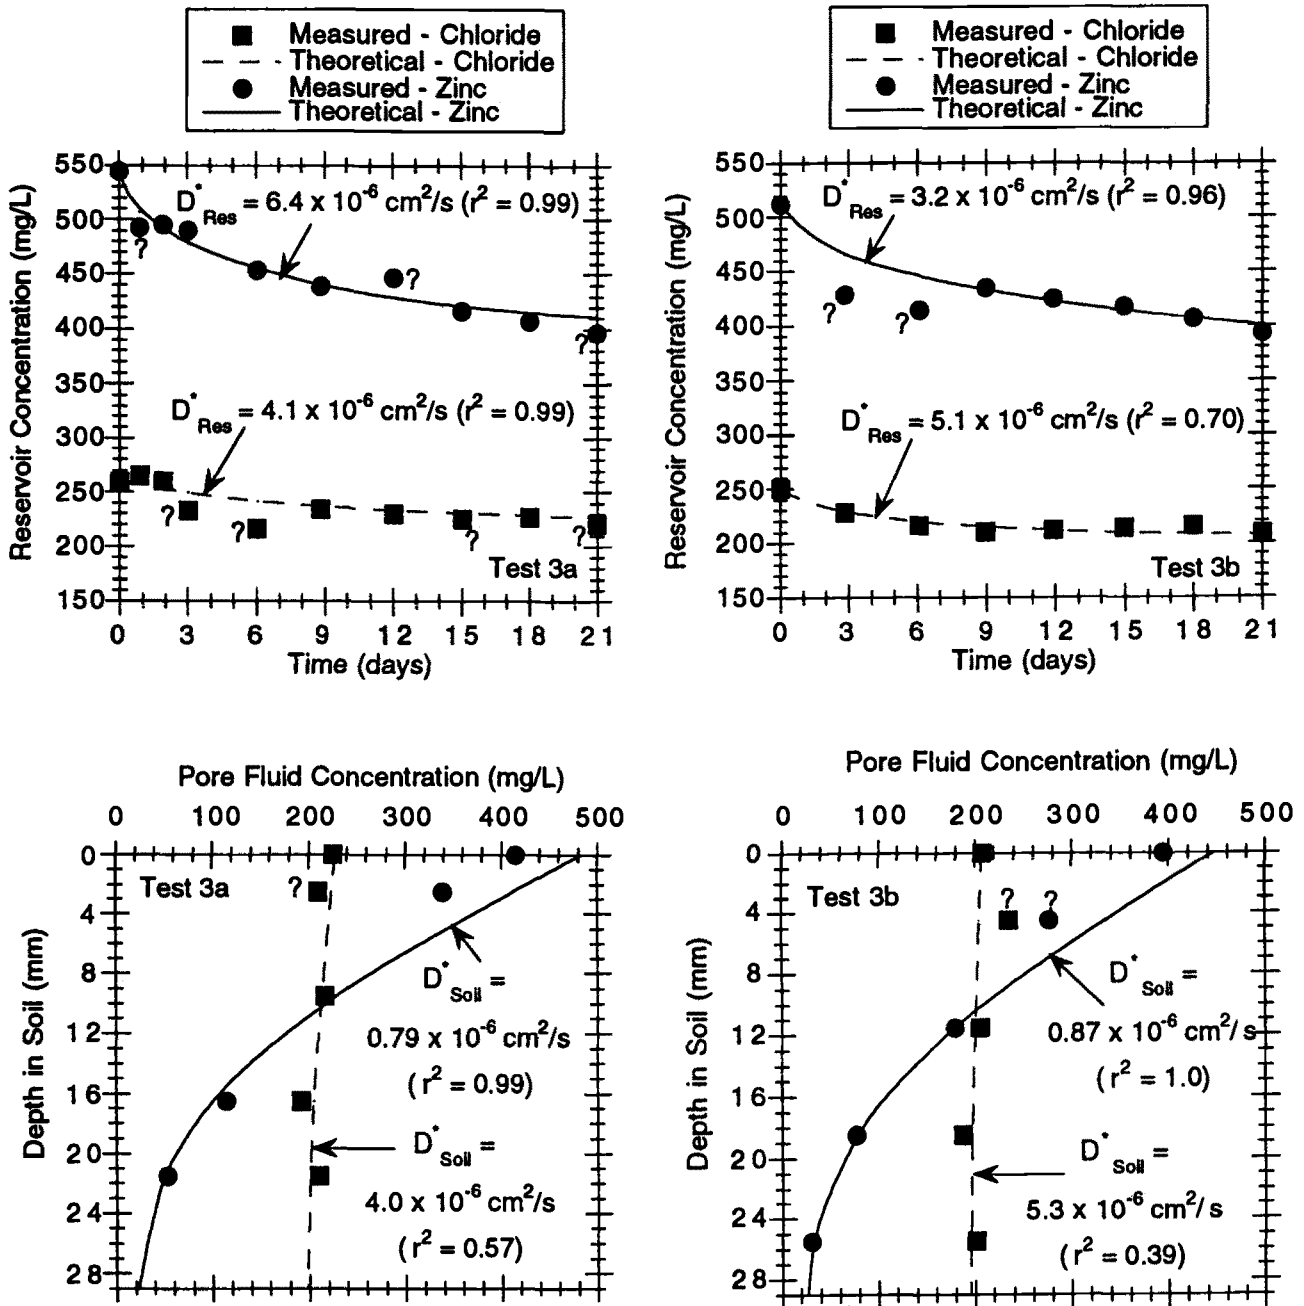 Measured - Chloride
Theoretical - Chloride
Measured - Zinc
Theoretical - Zinc
Reservoir Concentration (mg/L)
550
500
450
400
350
300
250
200
150
D*Res = 6.4 x 10-6 cm2/s (r2 = 0.99)
?
?
?
D*Res = 4.1 x 10-6 cm2/s (r2 = 0.99)
?
?
?
?
Test 3a
0 3 6 9 12 15 18 21
Time (days)
Measured - Chloride
Theoretical - Chloride
Measured - Zinc
Theoretical - Zinc
Reservoir Concentration (mg/L)
550
500
450
400
350
300
250
200
150
D*Res = 3.2 x 10-6 cm2/s (r2 = 0.96)
?
?
D*Res = 5.1 x 10-6 cm2/s (r2 = 0.70)
Test 3b
0 3 6 9 12 15 18 21
Time (days)
Pore Fluid Concentration (mg/L)
0 100 200 300 400 500
Depth in Soil (mm)
0
4
8
12
16
20
24
28
Test 3a
?
D*Soil =
0.79 x 10-6 cm2/s
(r2 = 0.99)
D*Soil =
4.0 x 10-6 cm2/s
(r2 = 0.57)
Pore Fluid Concentration (mg/L)
0 100 200 300 400 500
Depth in Soil (mm)
0
4
8
12
16
20
24
28
Test 3b
? ?
D*Soil =
0.87 x 10-6 cm2/s
(r2 = 1.0)
D*Soil =
5.3 x 10-6 cm2/s
(r2 = 0.39)